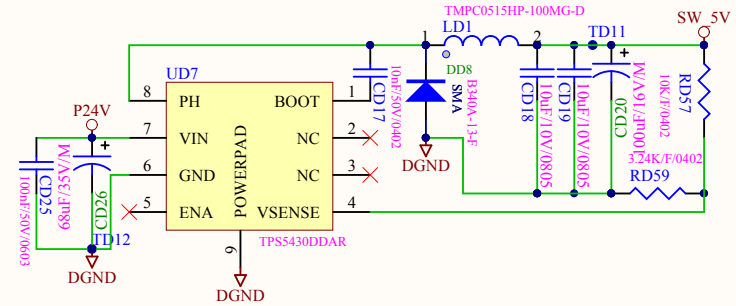 TMPC0515HP-100MG-D
LD1
TD11
SW_5V
1
2
UD7
DD8
8
PH
BOOT
1
CD17
10nF/50V/0402
SMA
B340A-13-F
CD18
10uF/10V/0805
CD19
10uF/10V/0805
CD20
100uF/16V/M
RD57
10K/F/0402
P24V
7
VIN
NC
2
6
GND
NC
3
DGND
3.24K/F/0402
RD59
5
ENA
VSENSE
4
POWERPAD
CD25
100nF/50V/0603
CD26
68uF/35V/M
TD12
9
TPS5430DDAR
DGND
DGND